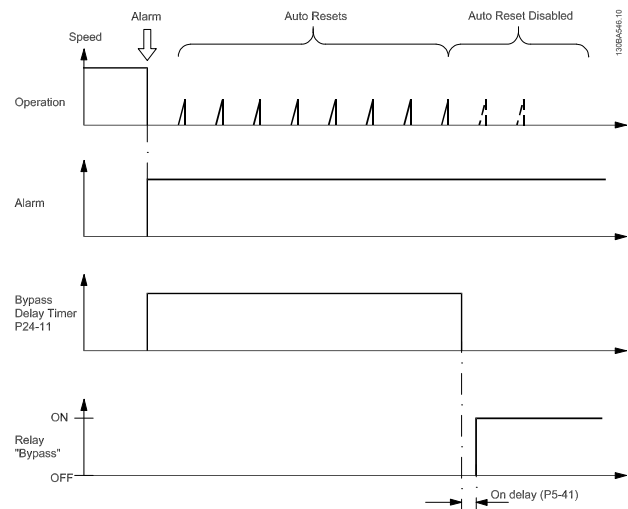 Alarm
Auto Resets
Auto Reset Disabled
130BA546.10
Speed
Operation
Alarm
Bypass
Delay Timer
P24-11
ON
Relay
"Bypass"
OFF
On delay (P5-41)